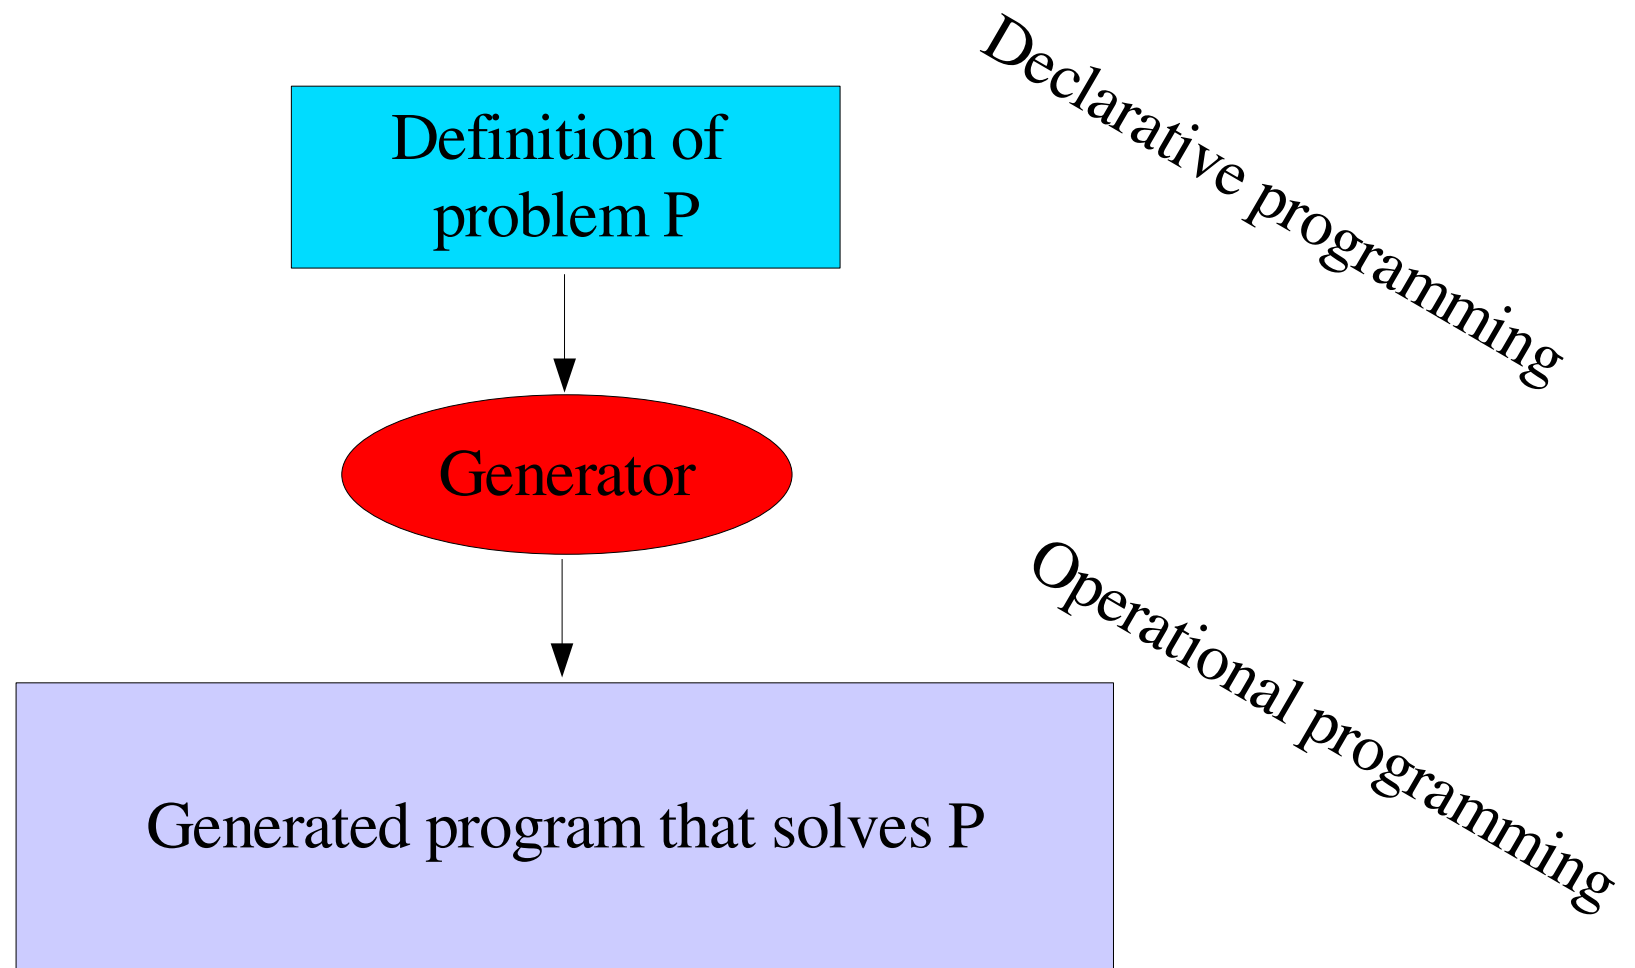 Declarative programming
Definition of
problem P
Generator
Operational programming
Generated program that solves P